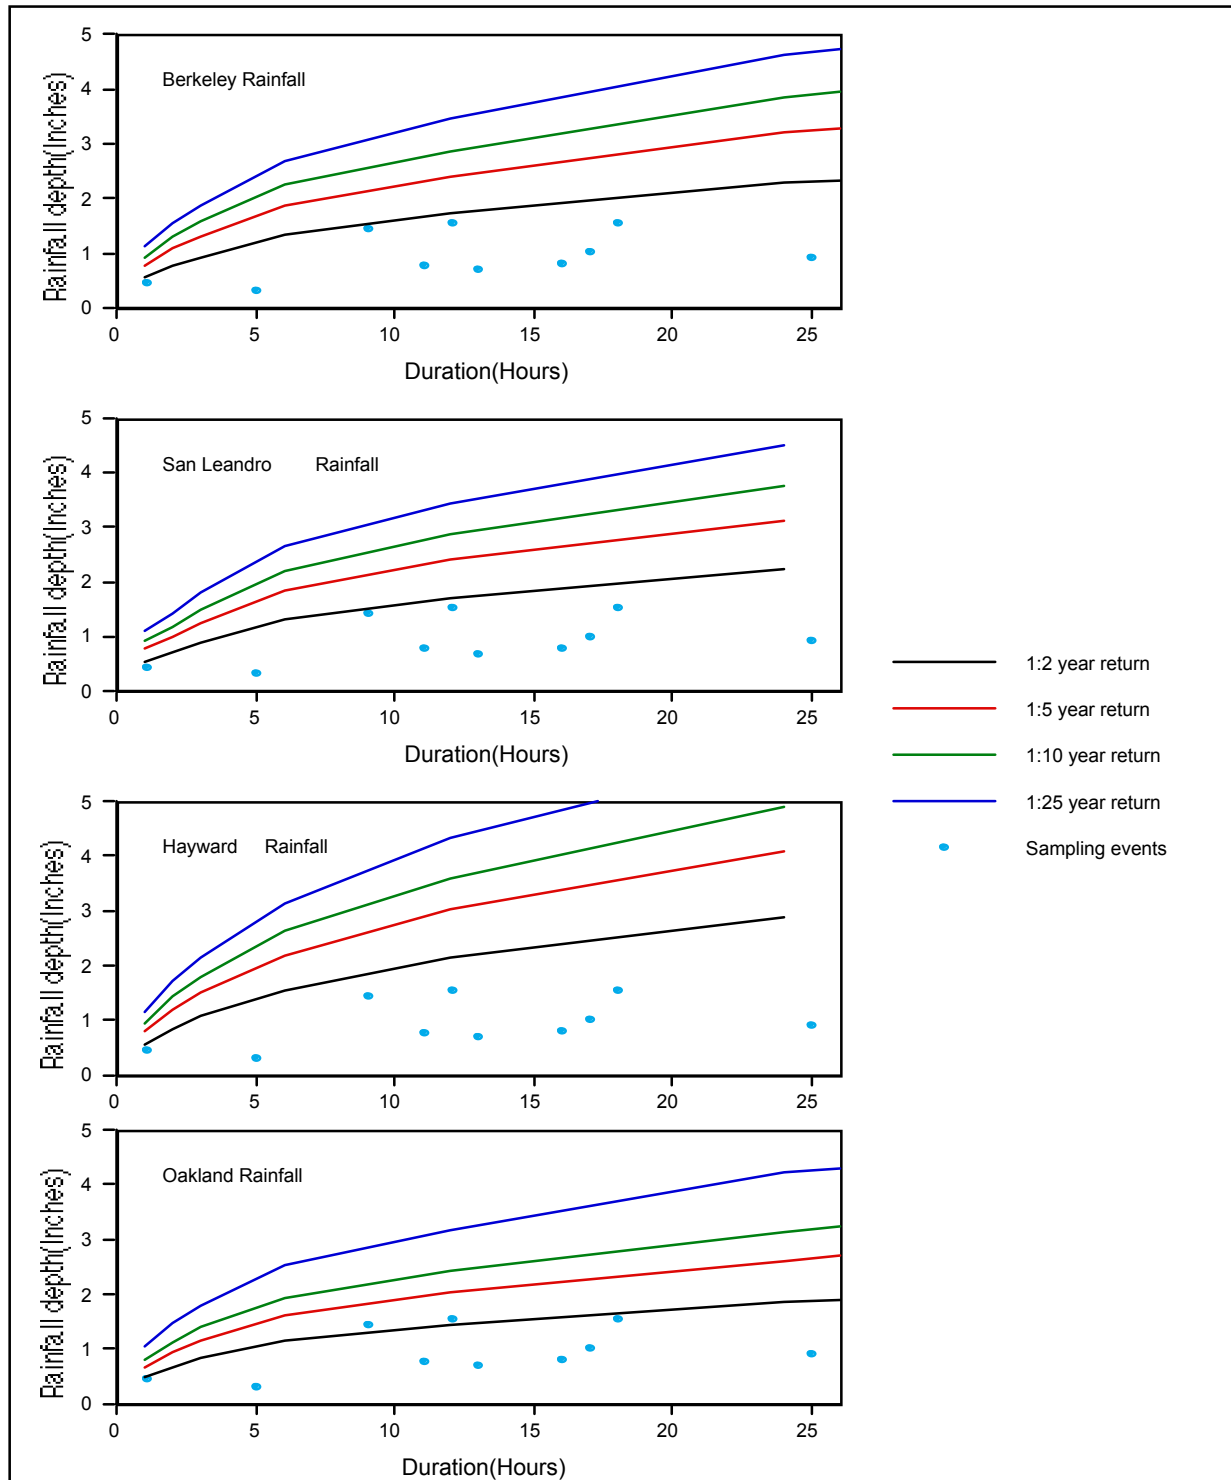 5
4
3
2
1
0
Rainfall depth(Inches)
Berkeley Rainfall
0 5 10 15 20 25
Duration(Hours)
5
4
3
2
1
0
Rainfall depth(Inches)
San Leandro Rainfall
0 5 10 15 20 25
Duration(Hours)
1:2 year return
1:5 year return
1:10 year return
1:25 year return
Sampling events
5
4
3
2
1
0
Rainfall depth(Inches)
Hayward Rainfall
0 5 10 15 20 25
5
4
3
2
1
0
Rainfall depth(Inches)
Oakland Rainfall
0 5 10 15 20 25
Duration(Hours)